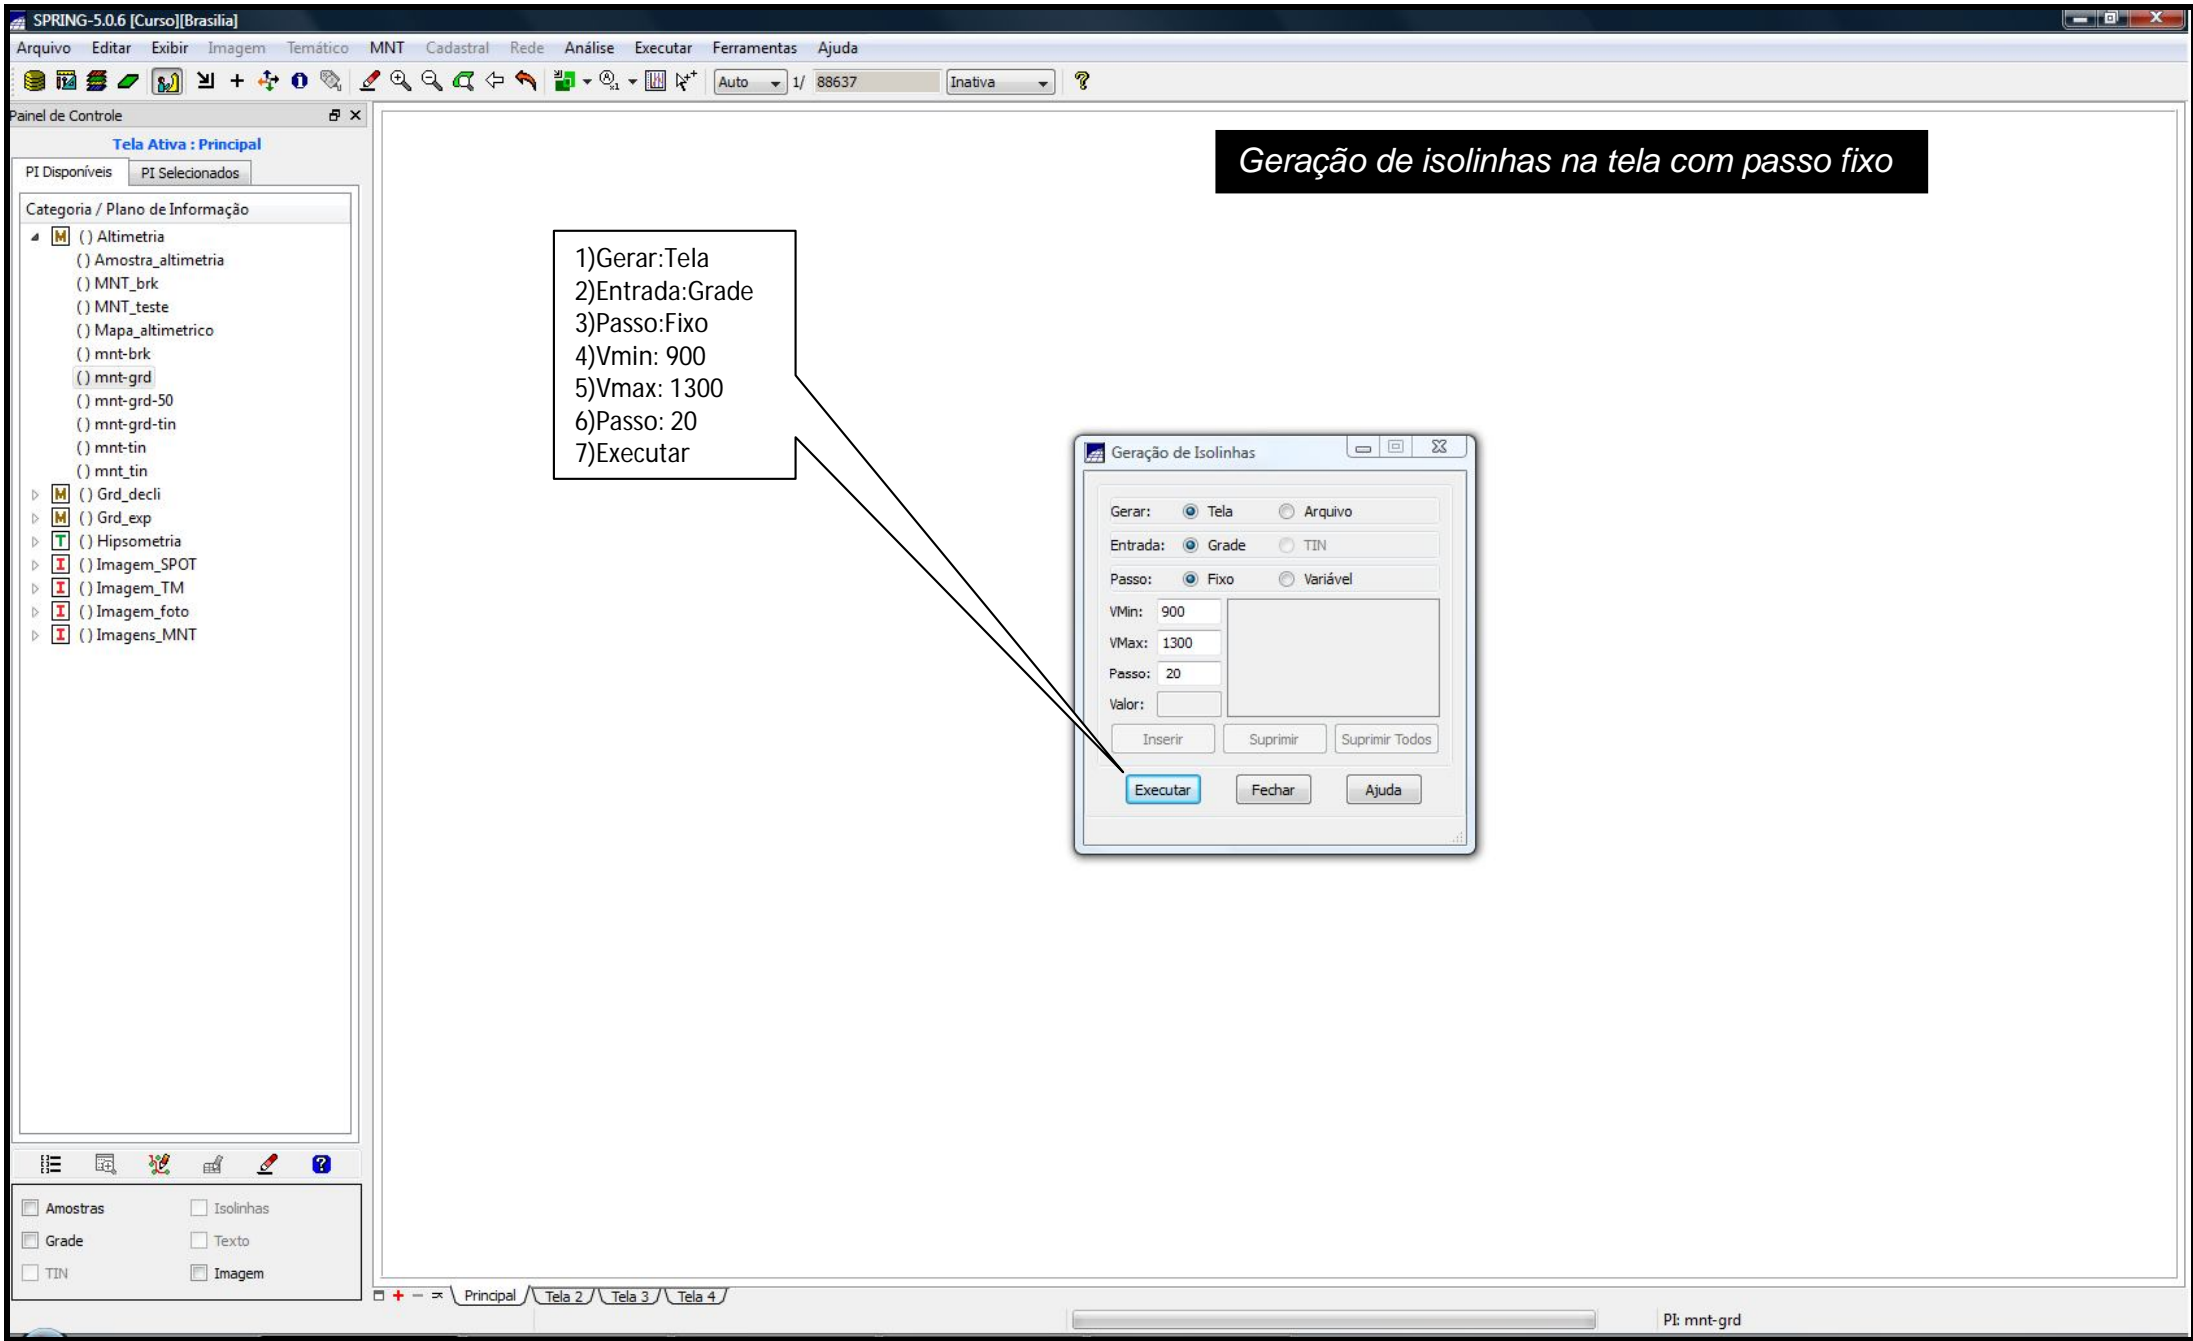 SPRING-5.0.6 [Curso][Brasilia]
Arquivo Editar Exibir Imagem Temático MNT Cadastral Rede Análise Executar Ferramentas Ajuda
Auto 1/ 88637 Inativa
Painel de Controle
Tela Ativa : Principal
PI Disponíveis PI Selecionados
Categoria / Plano de Informação
() Altimetria
() Amostra_altimetria
() MNT_brk
() MNT_teste
() Mapa_altimetrico
() mnt-brk
() mnt-grd
() mnt-grd-50
() mnt-grd-tin
() mnt-tin
() mnt_tin
() Grd_decli
() Grd_exp
() Hipsometria
() Imagem_SPOT
() Imagem_TM
() Imagem_foto
() Imagens_MNT
Amostras Isolinhas
Grade Texto
TIN Imagem
Geração de isolinhas na tela com passo fixo
1)Gerar:Tela
2)Entrada:Grade
3)Passo:Fixo
4)Vmin: 900
5)Vmax: 1300
6)Passo: 20
7)Executar
Geração de Isolinhas
Gerar: Tela Arquivo
Entrada: Grade TIN
Passo: Fixo Variável
VMin: 900
VMax: 1300
Passo: 20
Valor:
Inserir Suprimir Suprimir Todos
Executar Fechar Ajuda
Principal Tela 2 Tela 3 Tela 4
PI: mnt-grd